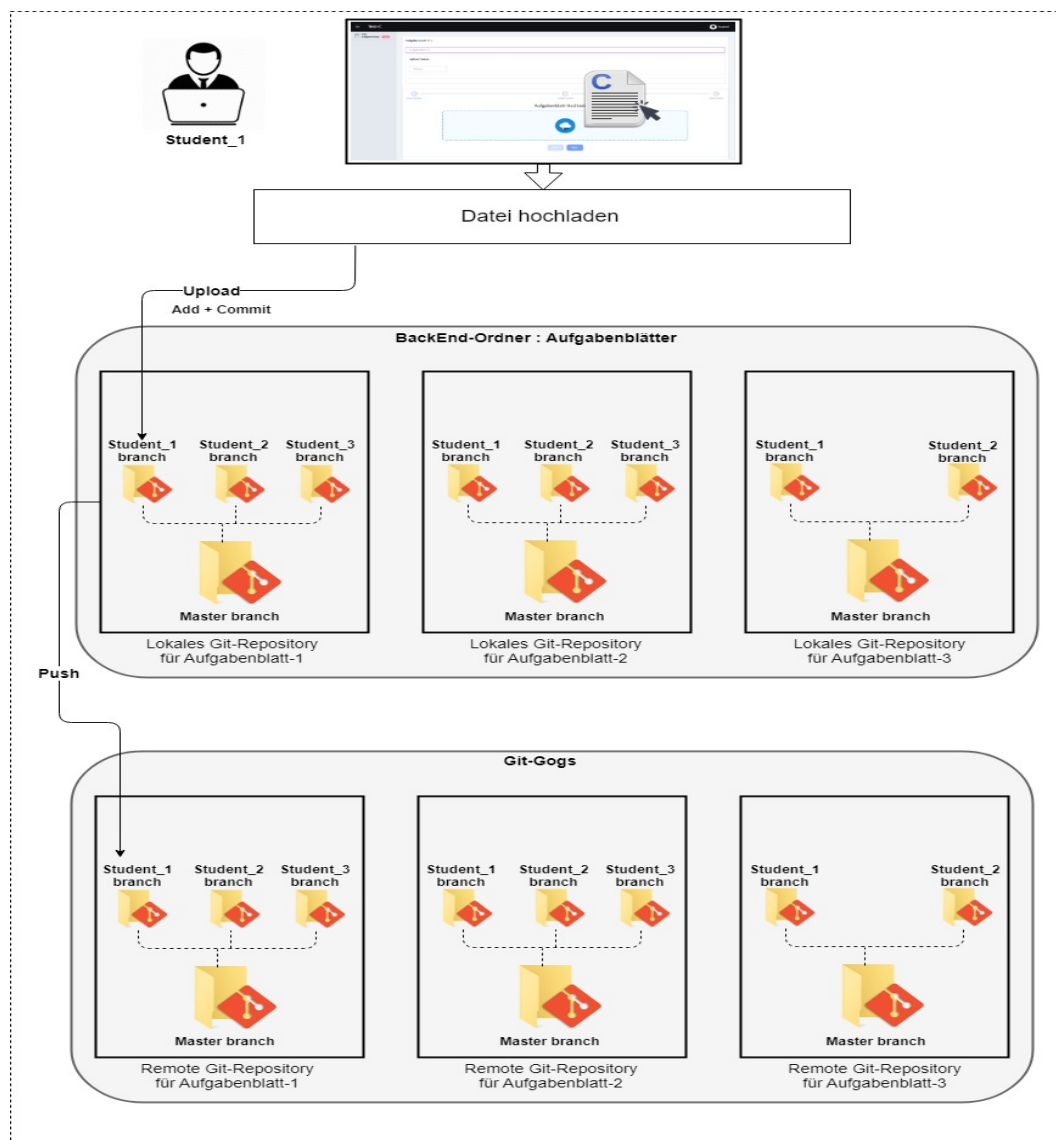 C
Student_1
Datei hochladen
Upload
Add + Commit
BackEnd-Ordner : Aufgabenblätter
Student_1 Student_2 Student_3
branch branch branch
Student_1 Student_2 Student_3
branch branch branch
Student_1 Student_2
branch branch
Master branch Master branch Master branch
Lokales Git-Repository
für Aufgabenblatt-1
Lokales Git-Repository
für Aufgabenblatt-2
Lokales Git-Repository
für Aufgabenblatt-3
Push
Git-Gogs
Student_1 Student_2 Student_3
branch branch branch
Student_1 Student_2 Student_3
branch branch branch
Student_1 Student_2
branch branch
Master branch Master branch Master branch
Remote Git-Repository
für Aufgabenblatt-1
Remote Git-Repository
für Aufgabenblatt-2
Remote Git-Repository
für Aufgabenblatt-3